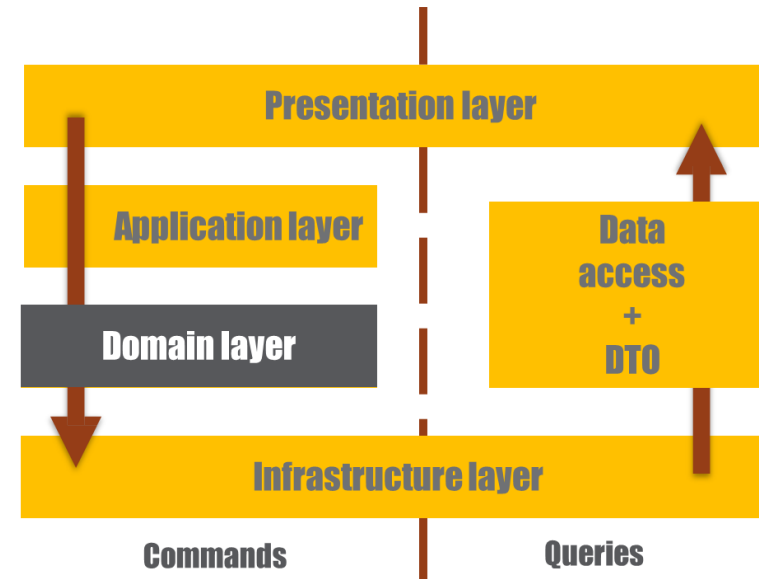 Presentation layer
Application layer
Domain layer
Data
access
+
DTO
Infrastructure layer
Commands
Queries